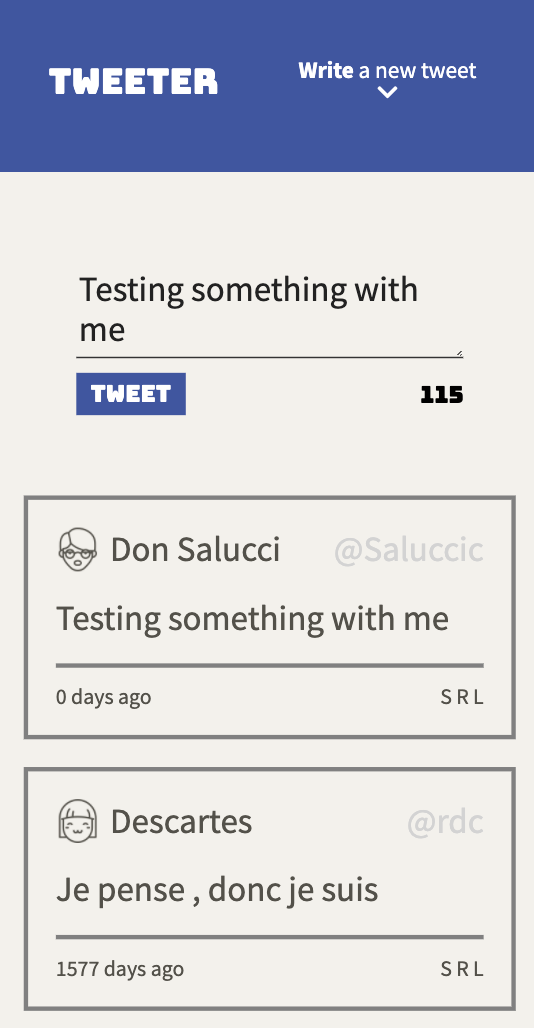 TWEETER
Write a new tweet
Testing something with
me
TWEET
115
Don Salucci @Saluccic
Testing something with me
0 days ago S R L
Descartes @rdc
Je pense , donc je suis
1577 days ago S R L